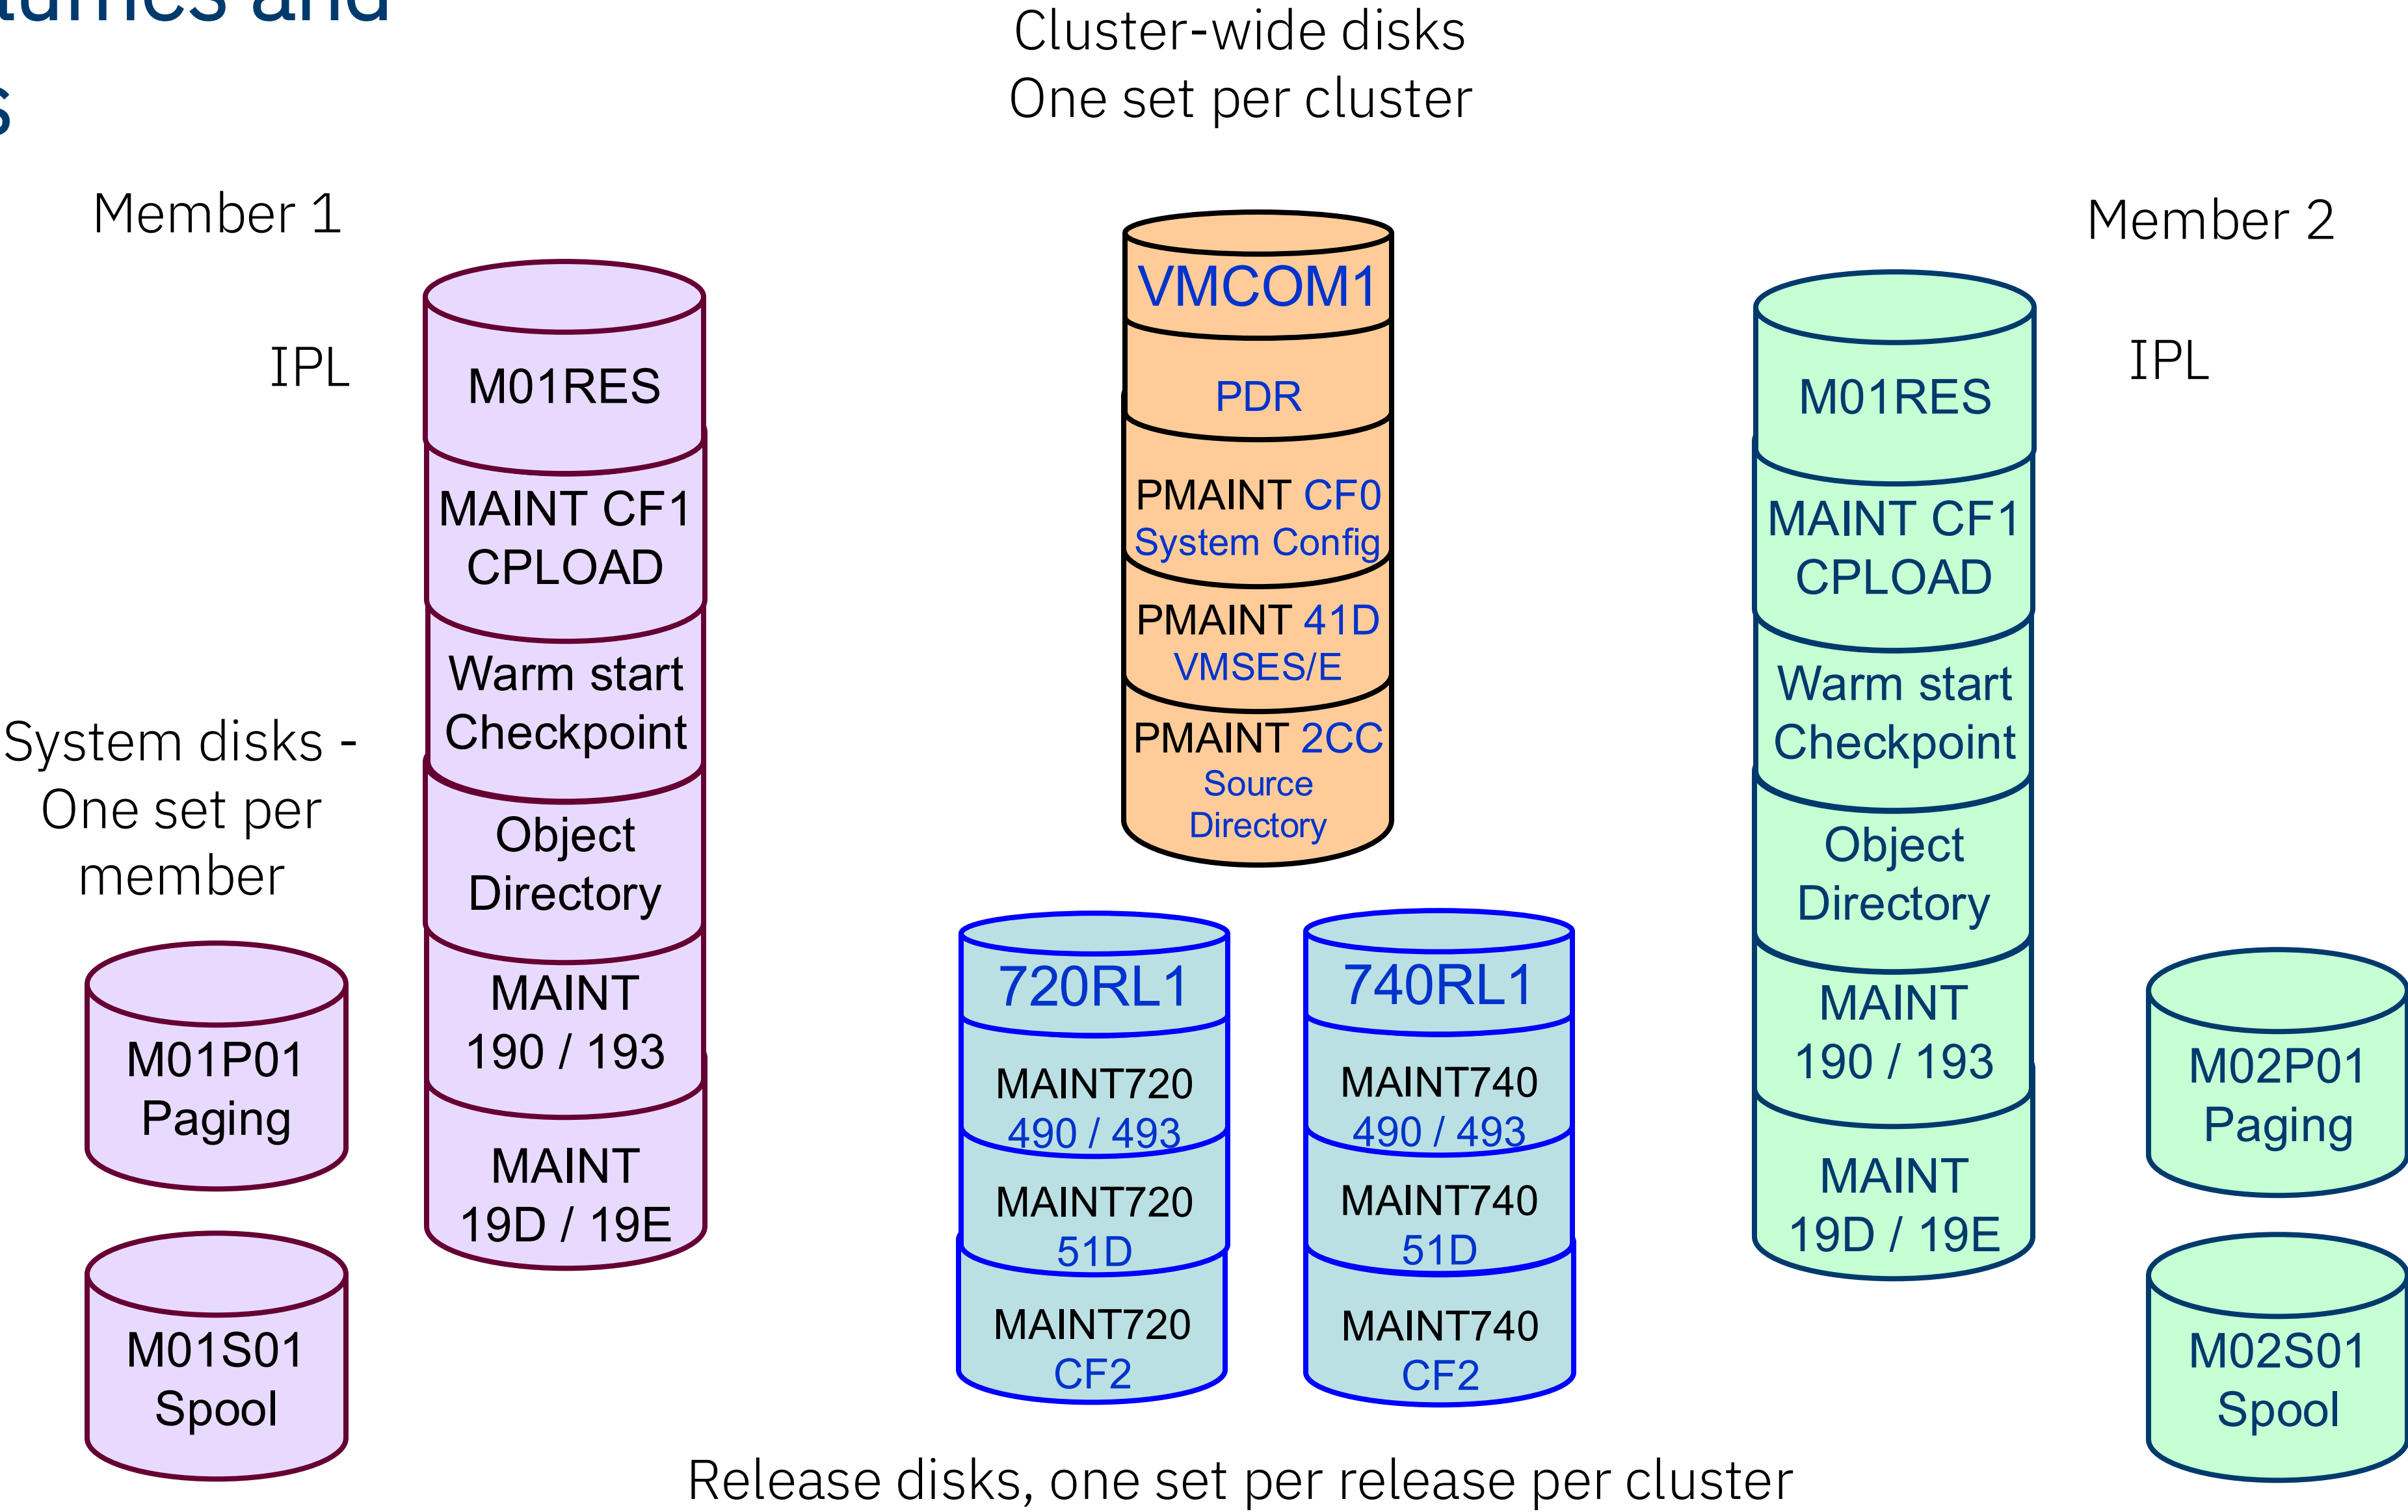 lumes and
s
Cluster-wide disks
One set per cluster
Member 1
IPL
System disks -
One set per
member
M01RES
MAINT CF1
CPLOAD
Warm start
Checkpoint
Object
Directory
MAINT
190 / 193
MAINT
19D / 19E
M01P01
Paging
M01S01
Spool
VMCOM1
PDR
PMAINT CF0
System Config
PMAINT 41D
VMSES/E
PMAINT 2CC
Source
Directory
720RL1
MAINT720
490 / 493
MAINT720
51D
MAINT720
CF2
740RL1
MAINT740
490 / 493
MAINT740
51D
MAINT740
CF2
Member 2
IPL
M01RES
MAINT CF1
CPLOAD
Warm start
Checkpoint
Object
Directory
MAINT
190 / 193
MAINT
19D / 19E
M02P01
Paging
M02S01
Spool
Release disks, one set per release per cluster